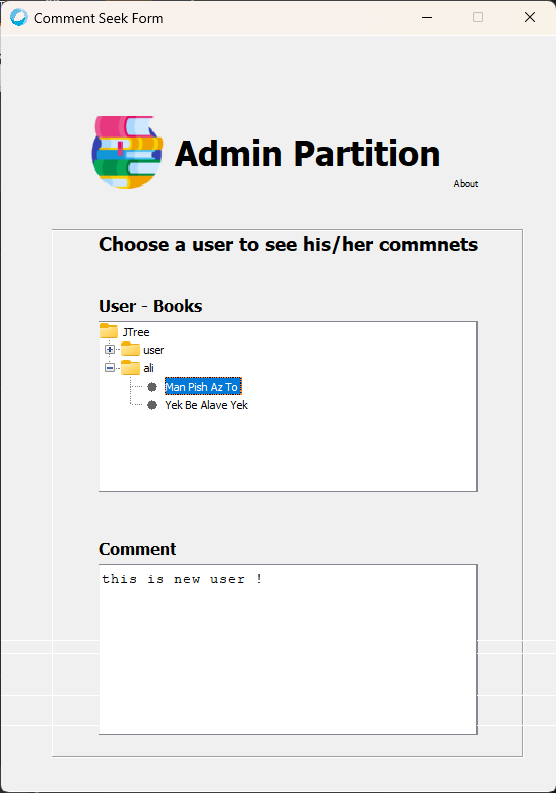 Comment Seek Form
Admin Partition
About
Choose a user to see his/her commnets
User - Books
JTree
user
ali
Man Pish Az To
Yek Be Alave Yek
Comment
this is new user !